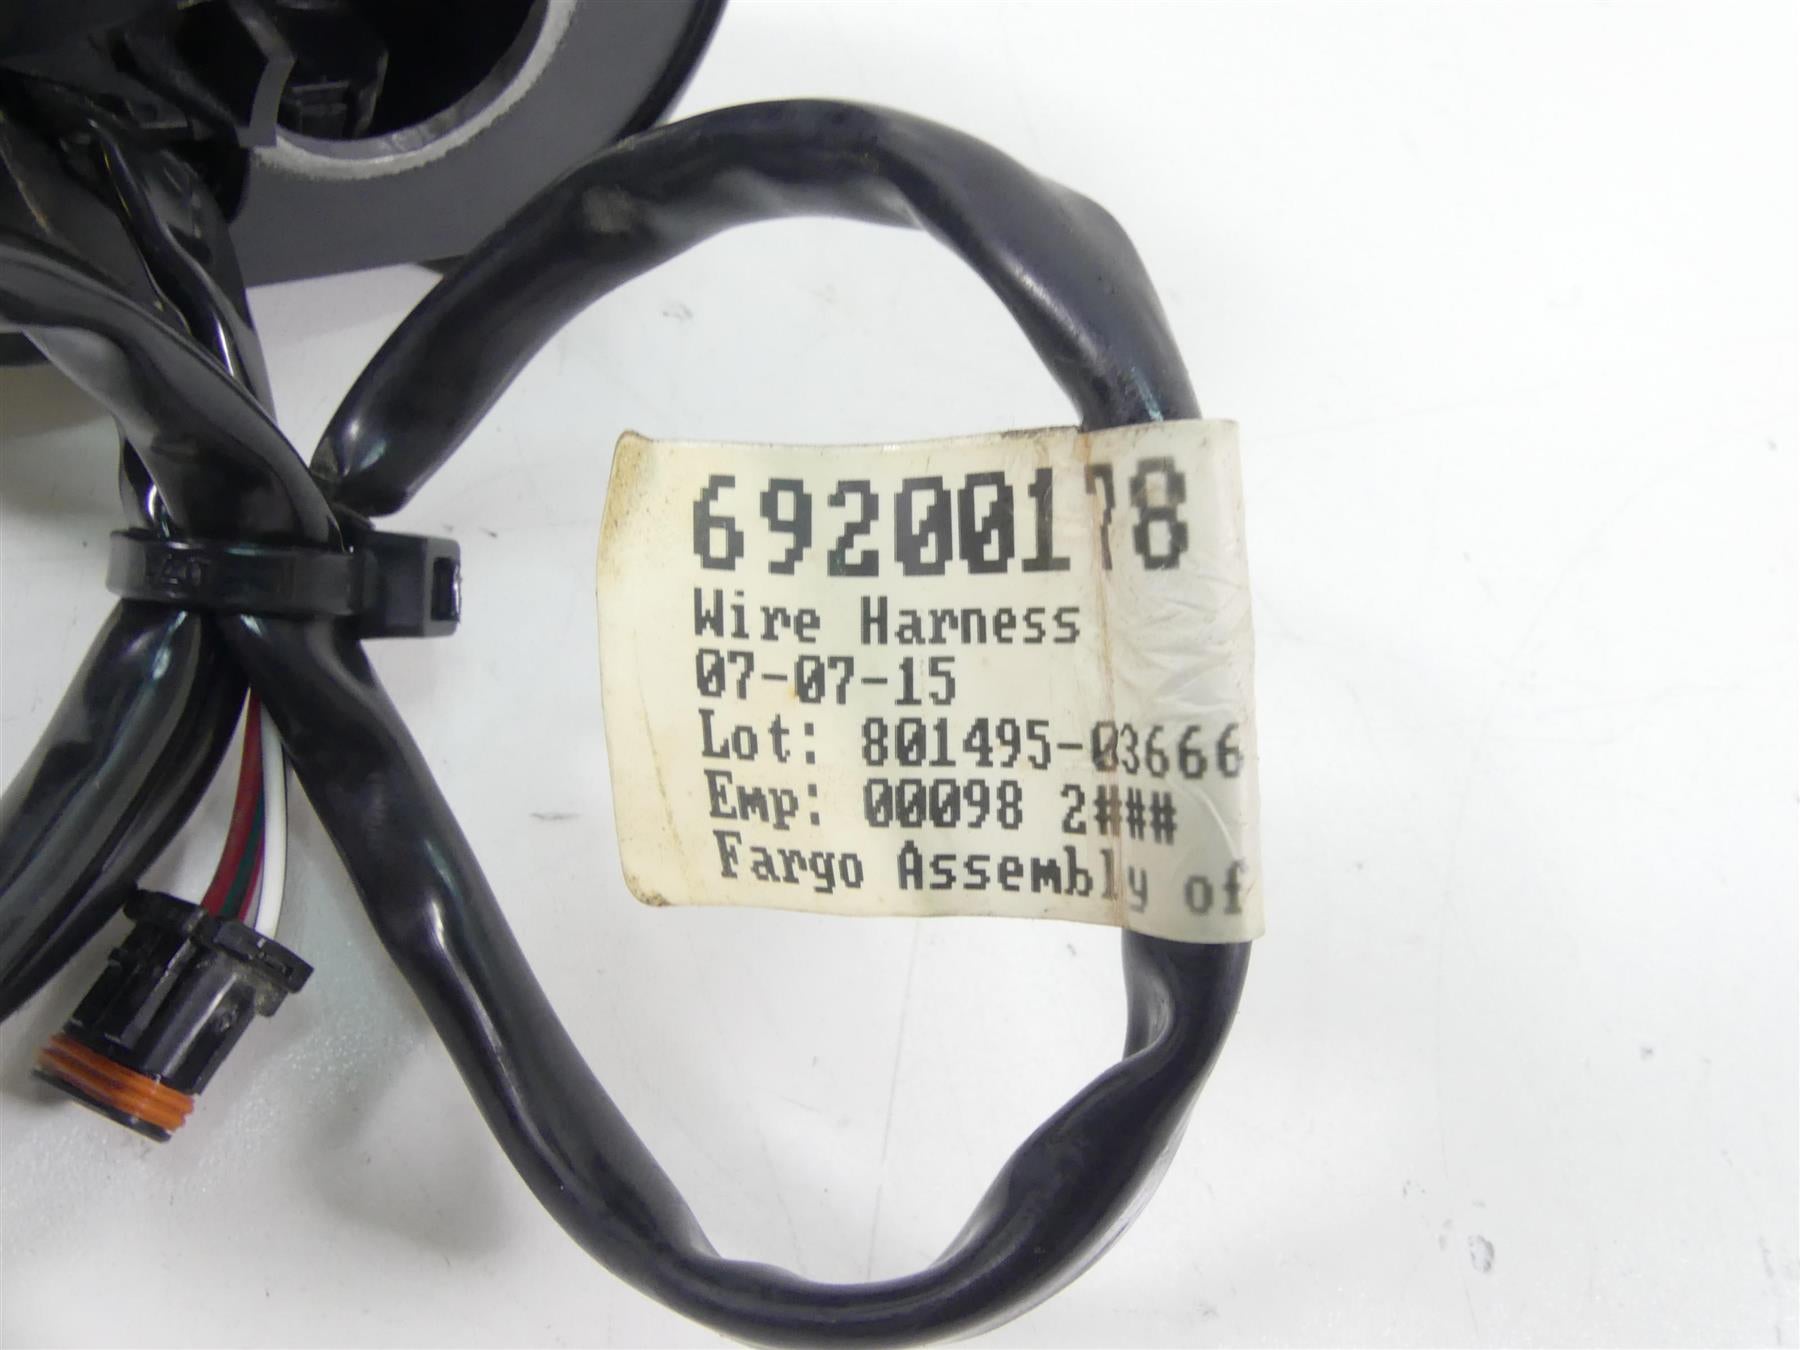 69200178
Wire Harness
07-07-15
Lot: 801495-03666
Emp: 00098 2###
Fargo Assembly of